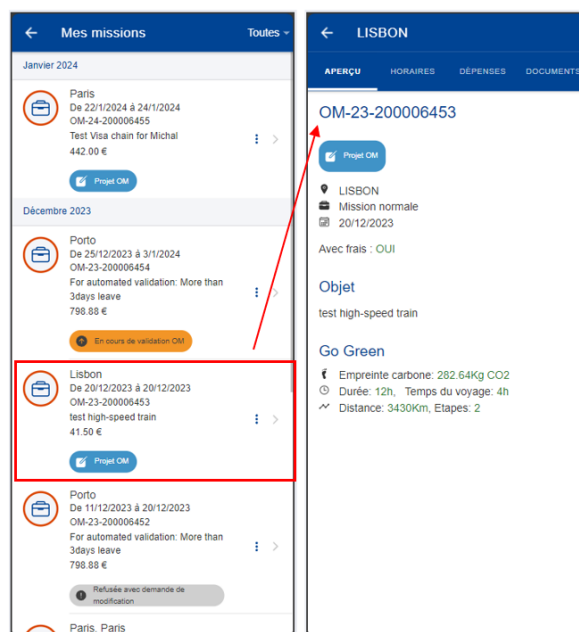 Mes missions
Toutes
Janvier 2024
Paris
De 22/1/2024 à 24/1/2024
OM-24-200006455
Test Visa chain for Michal
442.00 €
Projet OM
Décembre 2023
Porto
De 25/12/2023 à 3/1/2024
OM-23-200006454
For automated validation: More than
3days leave
798.88 €
En cours de validation OM
Lisbon
De 20/12/2023 à 20/12/2023
OM-23-200006453
test high-speed train
41.50 €
Projet OM
Porto
De 11/12/2023 à 20/12/2023
OM-23-200006452
For automated validation: More than
3days leave
798.88 €
Refusée avec demande de
modification
Paris, Paris
LISBON
APERÇU HORAIRES DÉPENSES DOCUMENTS
OM-23-200006453
Projet OM
LISBON
Mission normale
20/12/2023
Avec frais : OUI
Objet
test high-speed train
Go Green
Empreinte carbone: 282.64Kg CO2
Durée: 12h, Temps du voyage: 4h
Distance: 3430Km, Etapes: 2